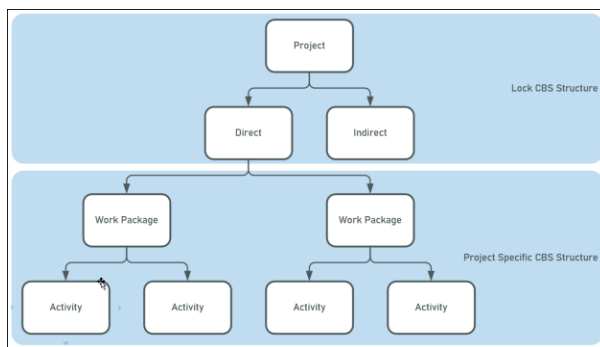 Project
Lock CBS Structure
Direct
Indirect
Work Package
Work Package
Project Specific CBS Structure
Activity
Activity
Activity
Activity